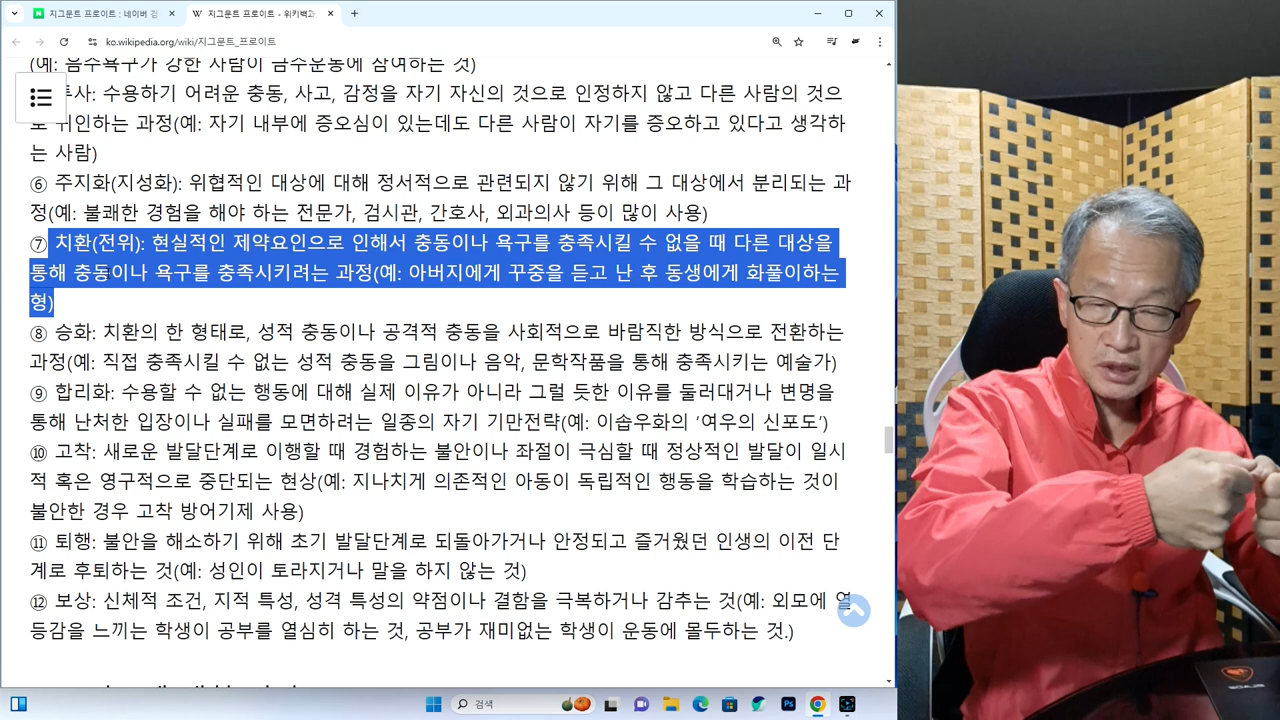 지그문트 프로이트 : 네이버 검
지그문트 프로이트 - 위키백과
ko.wikipedia.org/wiki/지그문트_프로이트
(예: 음주욕구가 강한 사람이 금주운동에 참여하는 것)
투사: 수용하기 어려운 충동, 사고, 감정을 자기 자신의 것으로 인정하지 않고 다른 사람의 것으
로 귀인하는 과정(예: 자기 내부에 증오심이 있는데도 다른 사람이 자기를 증오하고 있다고 생각하
는 사람)
⑥ 주지화(지성화): 위협적인 대상에 대해 정서적으로 관련되지 않기 위해 그 대상에서 분리되는 과
정(예: 불쾌한 경험을 해야 하는 전문가, 검시관, 간호사, 외과의사 등이 많이 사용)
⑦ 치환(전위): 현실적인 제약요인으로 인해서 충동이나 욕구를 충족시킬 수 없을 때 다른 대상을
통해 충동이나 욕구를 충족시키려는 과정(예: 아버지에게 꾸중을 듣고 난 후 동생에게 화풀이하는
형)
⑧ 승화: 치환의 한 형태로, 성적 충동이나 공격적 충동을 사회적으로 바람직한 방식으로 전환하는
과정(예: 직접 충족시킬 수 없는 성적 충동을 그림이나 음악, 문학작품을 통해 충족시키는 예술가)
⑨ 합리화: 수용할 수 없는 행동에 대해 실제 이유가 아니라 그럴 듯한 이유를 둘러대거나 변명을
통해 난처한 입장이나 실패를 모면하려는 일종의 자기 기만전략(예: 이솝우화의 ‘여우의 신포도‘)
⑩ 고착: 새로운 발달단계로 이행할 때 경험하는 불안이나 좌절이 극심할 때 정상적인 발달이 일시
적 혹은 영구적으로 중단되는 현상(예: 지나치게 의존적인 아동이 독립적인 행동을 학습하는 것이
불안한 경우 고착 방어기제 사용)
⑪ 퇴행: 불안을 해소하기 위해 초기 발달단계로 되돌아가거나 안정되고 즐거웠던 인생의 이전 단
계로 후퇴하는 것(예: 성인이 토라지거나 말을 하지 않는 것)
⑫ 보상: 신체적 조건, 지적 특성, 성격 특성의 약점이나 결함을 극복하거나 감추는 것(예: 외모에 열
등감을 느끼는 학생이 공부를 열심히 하는 것, 공부가 재미없는 학생이 운동에 몰두하는 것.)
검색
Ps